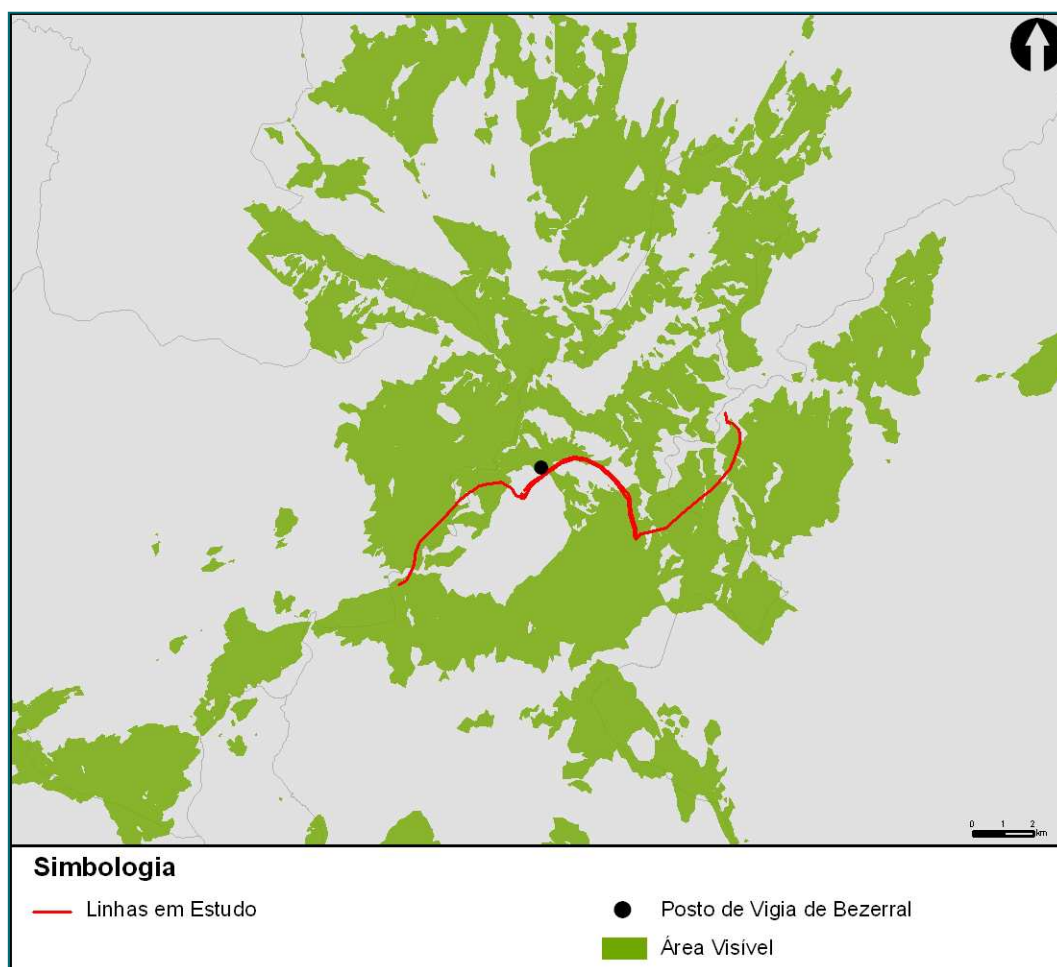 0 1 2
km
Simbologia
Linhas em Estudo
Posto de Vigia de Bezerral
Área Visível